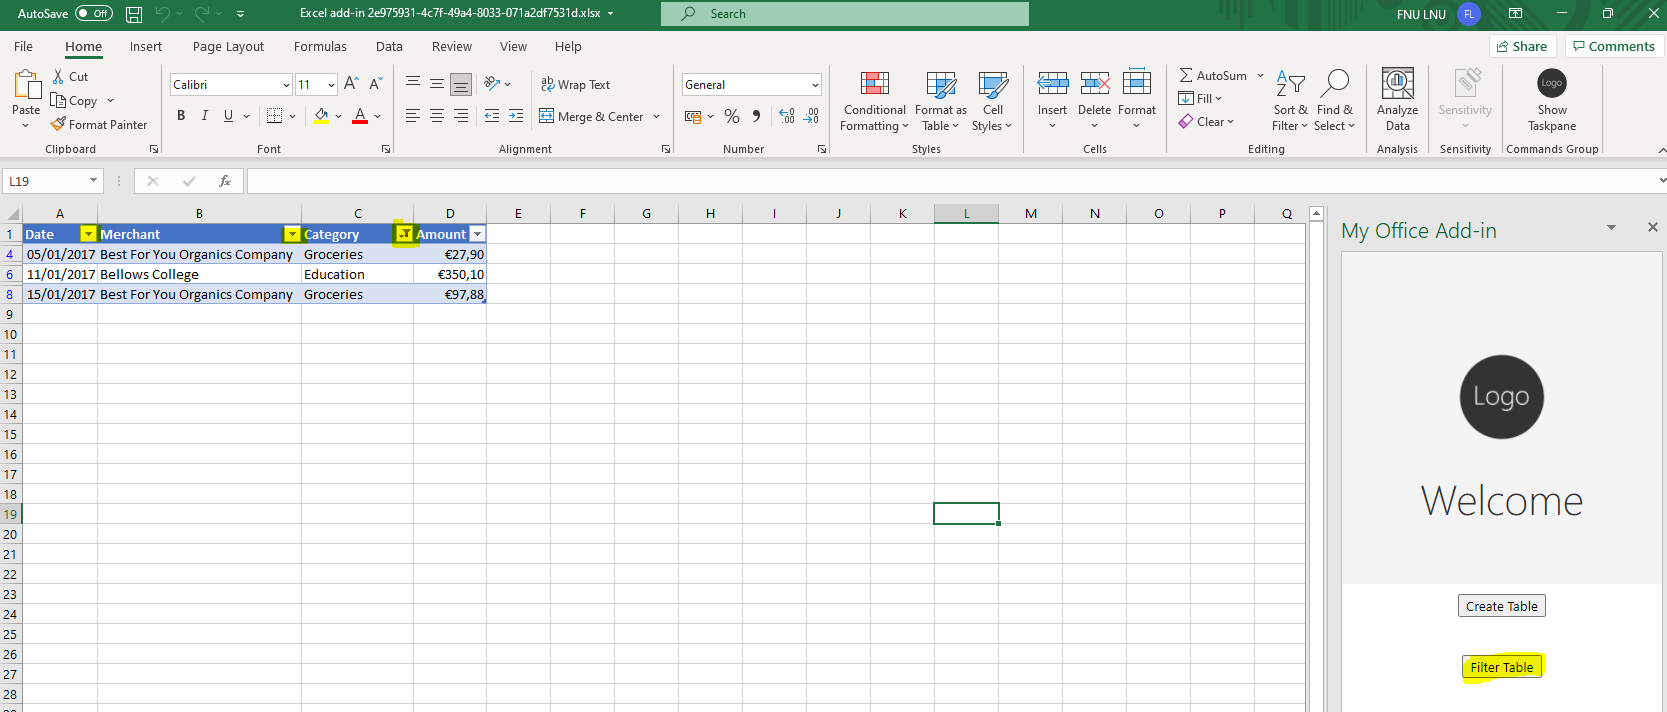 AutoSave Off Excel add-in 2e975931-4c7f-49a4-8033-071a2df7531d.xlsx Search FNU LNU FL
File Home Insert Page Layout Formulas Data Review View Help Share Comments
Paste Cut Copy Format Painter
Clipboard
Calibri 11
B I U A
Font
Wrap Text
Merge & Center
Alignment
General
% 
Number
Conditional Formatting Format as Table Cell Styles
Styles
Insert Delete Format
Cells
AutoSum Fill Clear Sort & Filter Find & Select
Editing
Analyze Data
Analysis
Sensitivity
Sensitivity
Logo
Show Taskpane
Commands Group
L19 fx
A B C D E F G H I J K L M N O P Q
1 Date Merchant Category Amount
4 05/01/2017 Best For You Organics Company Groceries €27,90
6 11/01/2017 Bellows College Education €350,10
8 15/01/2017 Best For You Organics Company Groceries €97,88
9
10
11
12
13
14
15
16
17
18
19
20
21
22
23
24
25
26
27
28
My Office Add-in
Logo
Welcome
Create Table
Filter Table